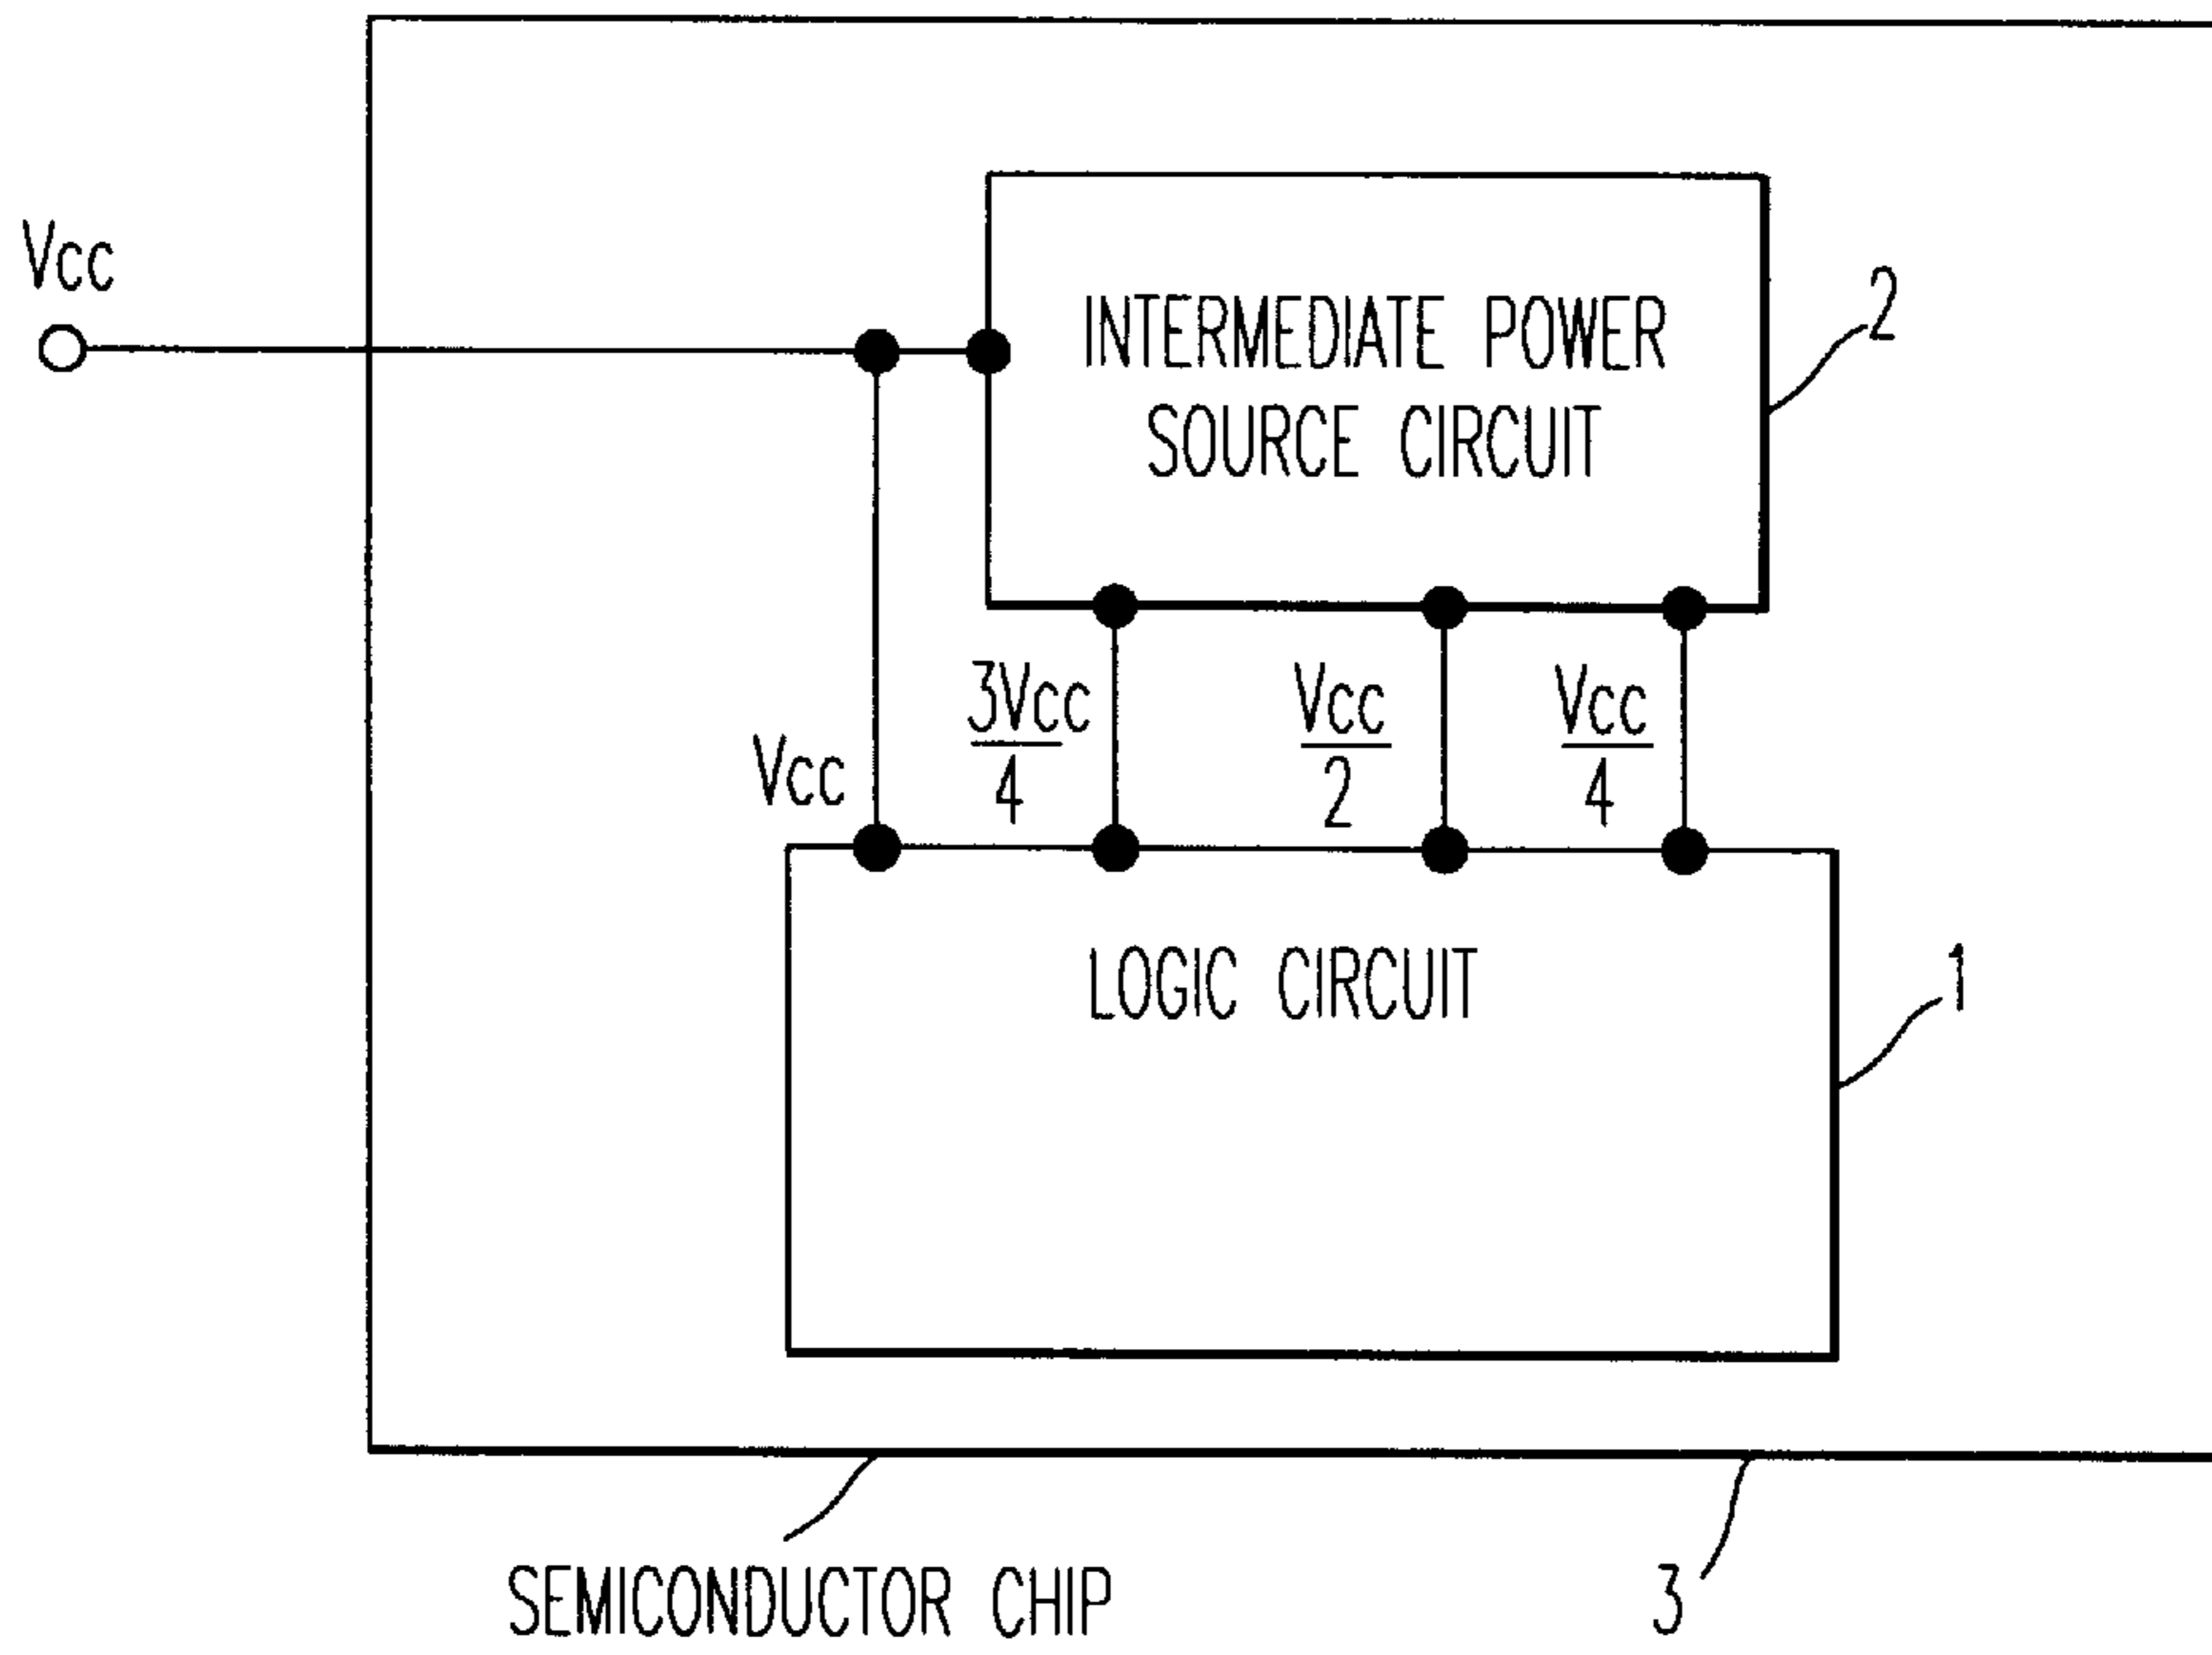 Vcc
INTERMEDIATE POWER
SOURCE CIRCUIT
2
Vcc
3Vcc
4
Vcc
2
Vcc
4
LOGIC CIRCUIT
1
SEMICONDUCTOR CHIP
3